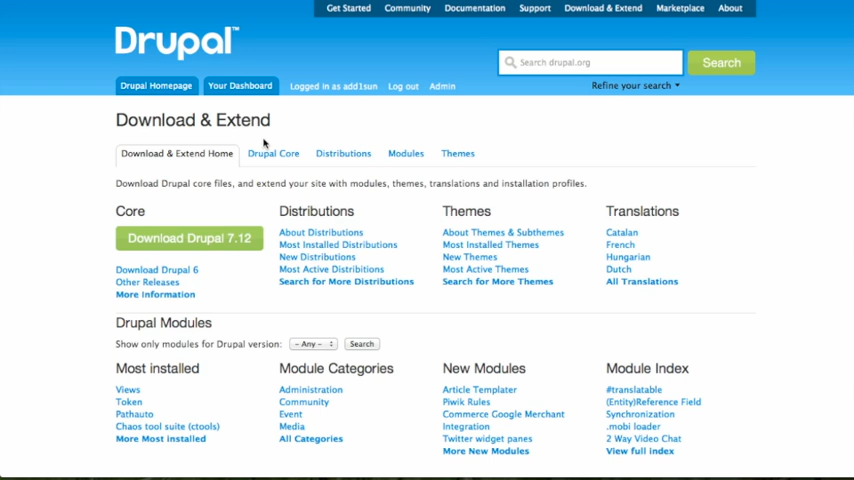 Get Started Community Documentation Support Download & Extend Marketplace About
Drupal™
Search drupal.org Search
Refine your search
Drupal Homepage Your Dashboard Logged in as add1sun Log out Admin
Download & Extend
Download & Extend Home Drupal Core Distributions Modules Themes
Download Drupal core files, and extend your site with modules, themes, translations and installation profiles.
Core
Download Drupal 7.12
Download Drupal 6
Other Releases
More Information
Distributions
About Distributions
Most Installed Distributions
New Distributions
Most Active Distribitions
Search for More Distributions
Themes
About Themes & Subthemes
Most Installed Themes
New Themes
Most Active Themes
Search for More Themes
Translations
Catalan
French
Hungarian
Dutch
All Translations
Drupal Modules
Show only modules for Drupal version: - Any - Search
Most installed
Views
Token
Pathauto
Chaos tool suite (ctools)
More Most installed
Module Categories
Administration
Community
Event
Media
All Categories
New Modules
Article Templater
Piwik Rules
Commerce Google Merchant
Integration
Twitter widget panes
More New Modules
Module Index
#translatable
(Entity)Reference Field
Synchronization
.mobi loader
2 Way Video Chat
View full index